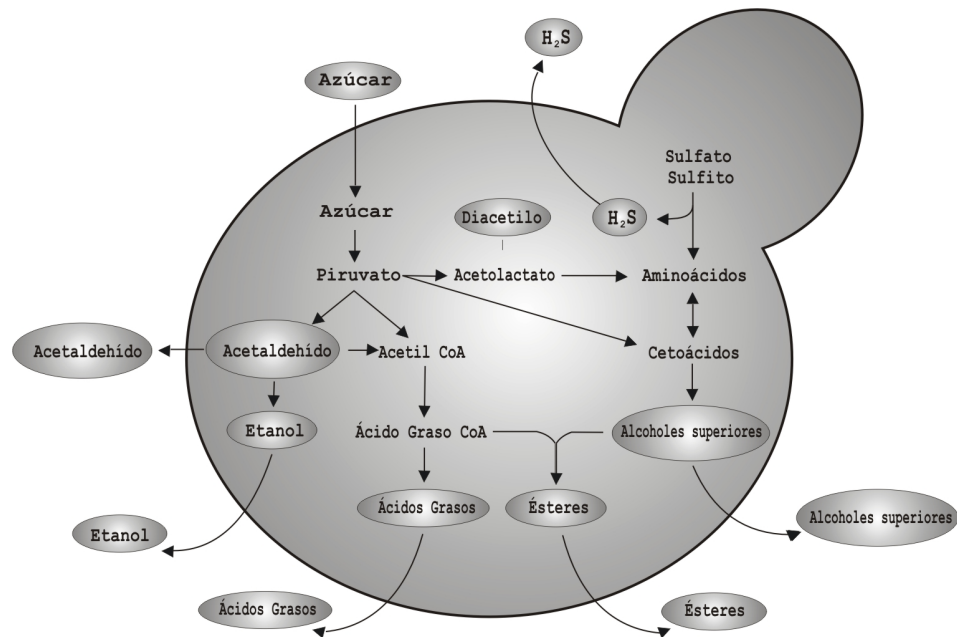 H₂S
Azúcar
Sulfato
Sulfito
Azúcar
Diacetilo
H₂S
Piruvato
Acetolactato
Aminoácidos
Acetaldehído
Acetaldehído
Acetil CoA
Cetoácidos
Etanol
Ácido Graso CoA
Alcoholes superiores
Ácidos Grasos
Ésteres
Alcoholes superiores
Etanol
Ácidos Grasos
Ésteres